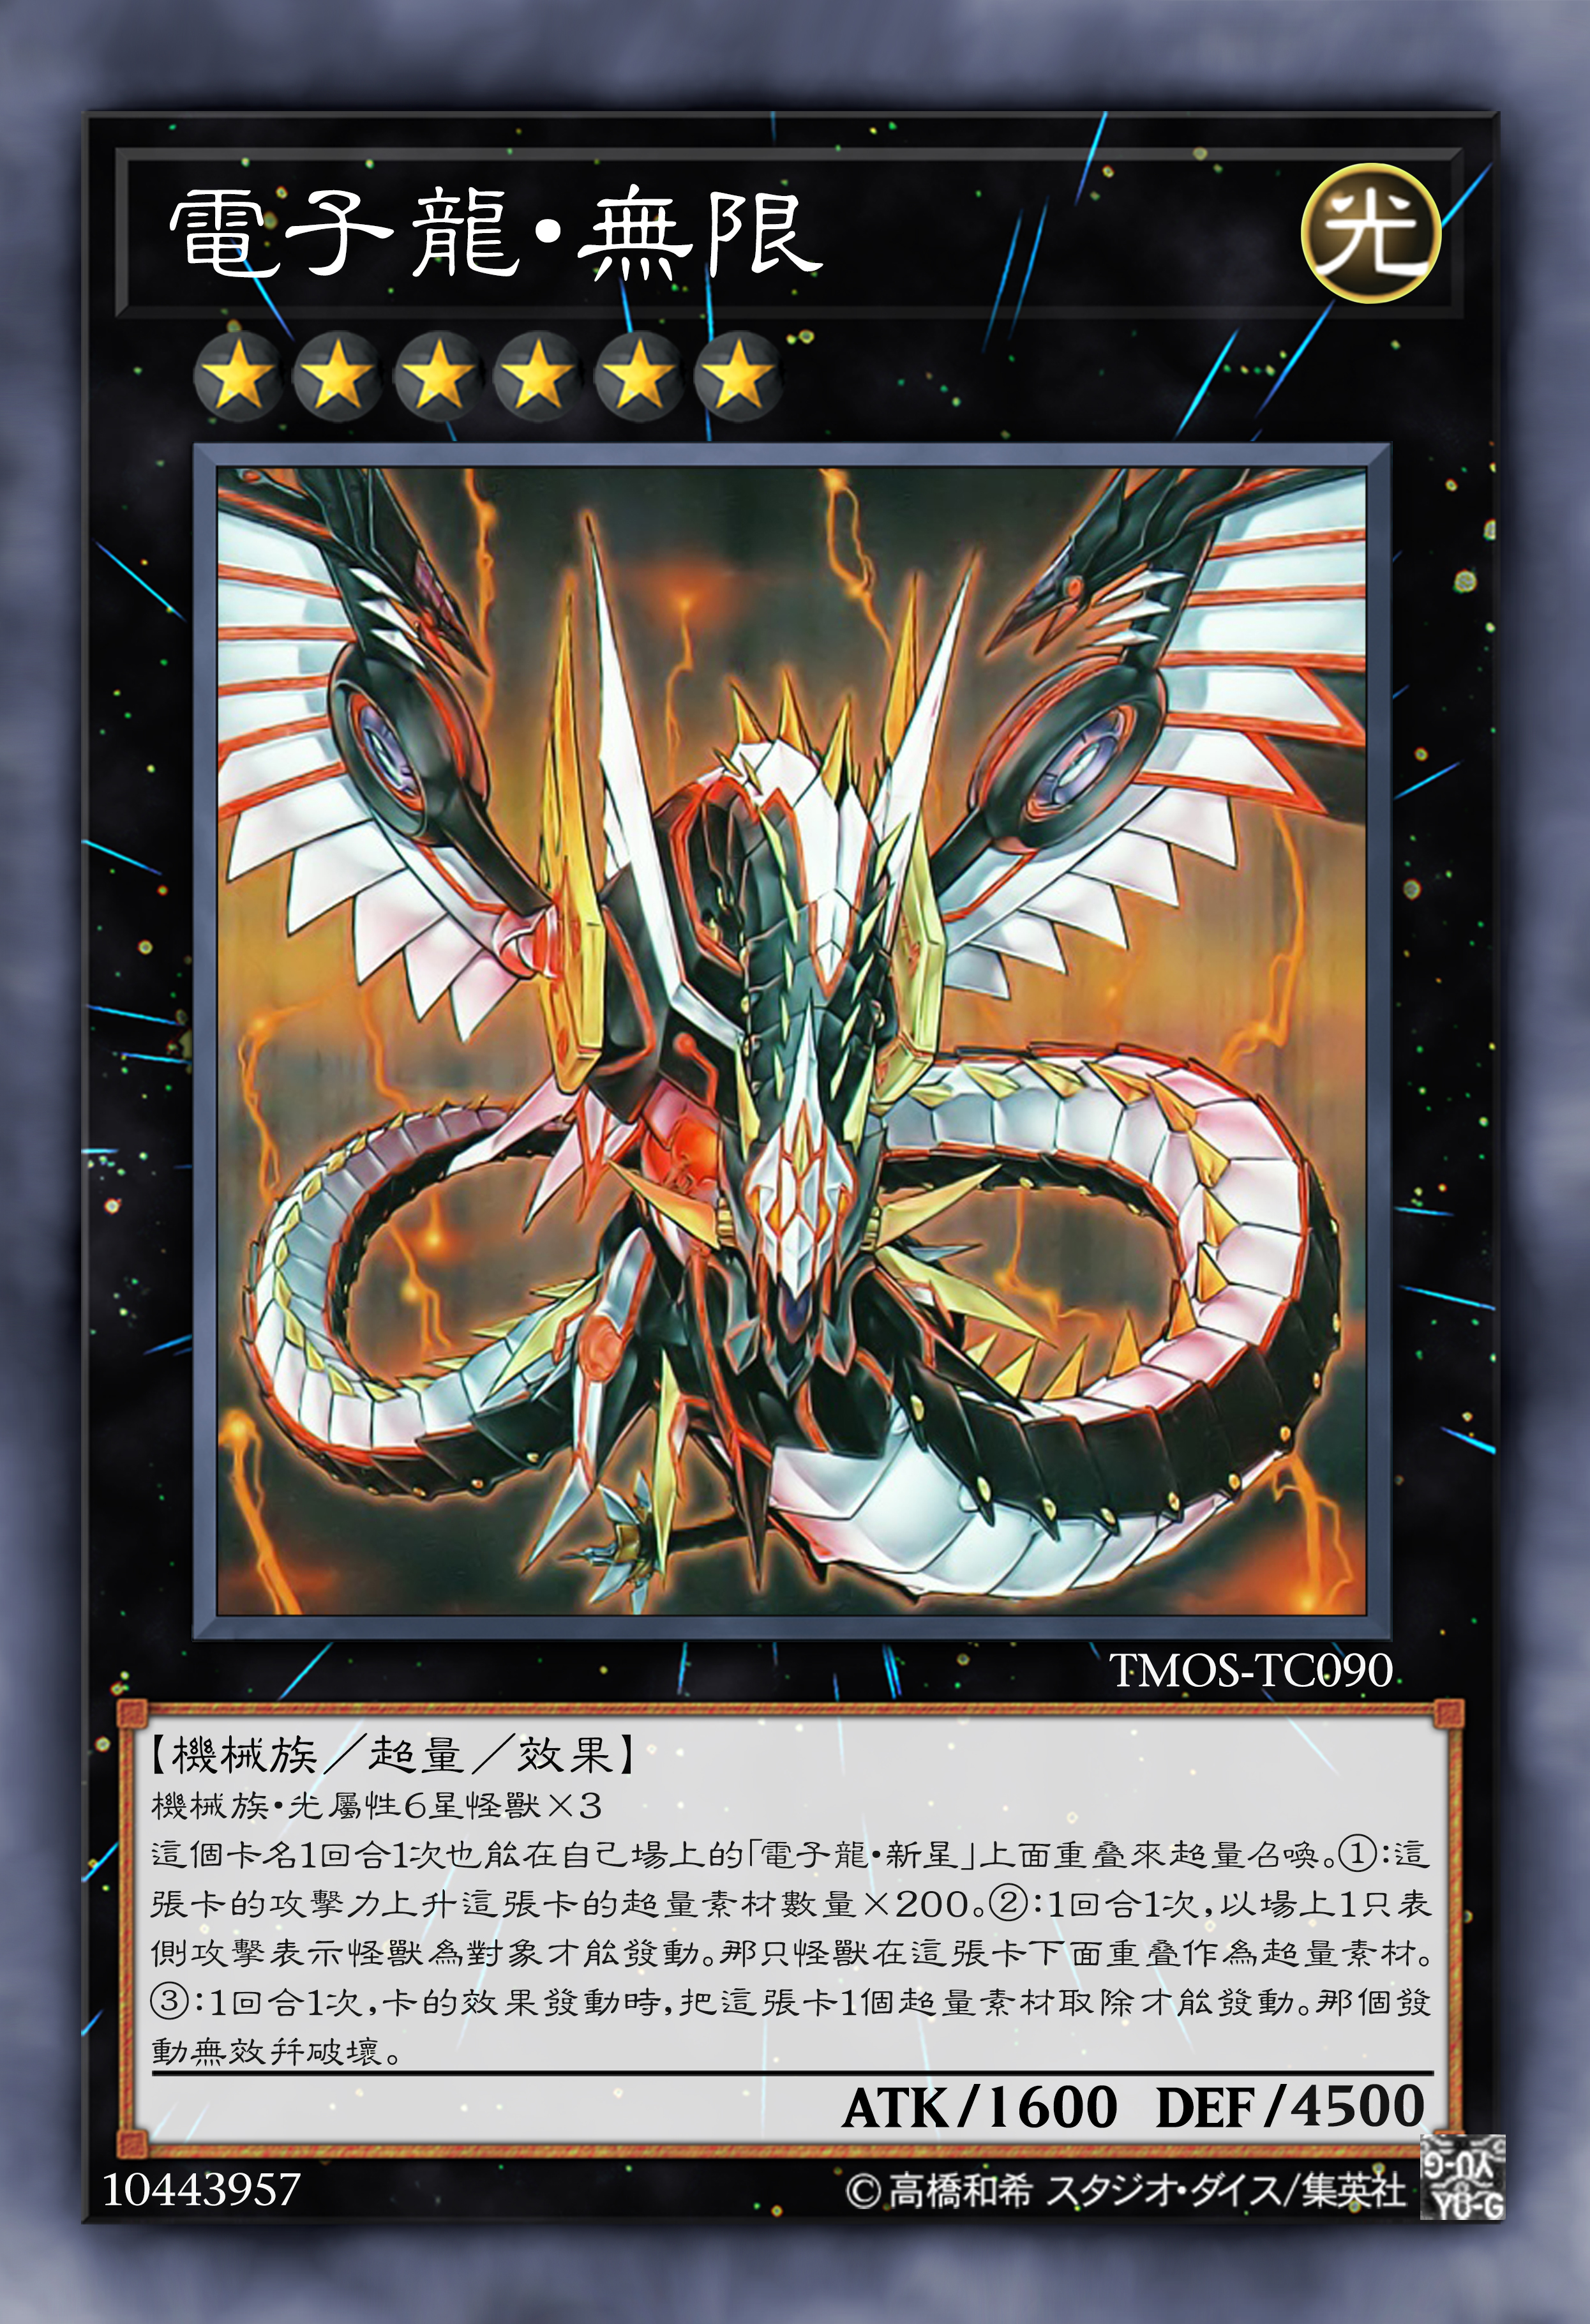 電子龍・無限
光
TMOS-TC090
【機械族／超量／效果】
機械族・光屬性6星怪獸×3
這個卡名1回合1次也能在自己場上的「電子龍・新星」上面重叠來超量召喚。①：這
張卡的攻擊力上升這張卡的超量素材數量×200。②：1回合1次，以場上1只表
側攻擊表示怪獸為對象才能發動。那只怪獸在這張卡下面重叠作為超量素材。
③：1回合1次，卡的效果發動時，把這張卡1個超量素材取除才能發動。那個發
動無效并破壞。
ATK/1600 DEF/4500
10443957
©高橋和希 スタジオ・ダイス/集英社
YU-G
YU-G